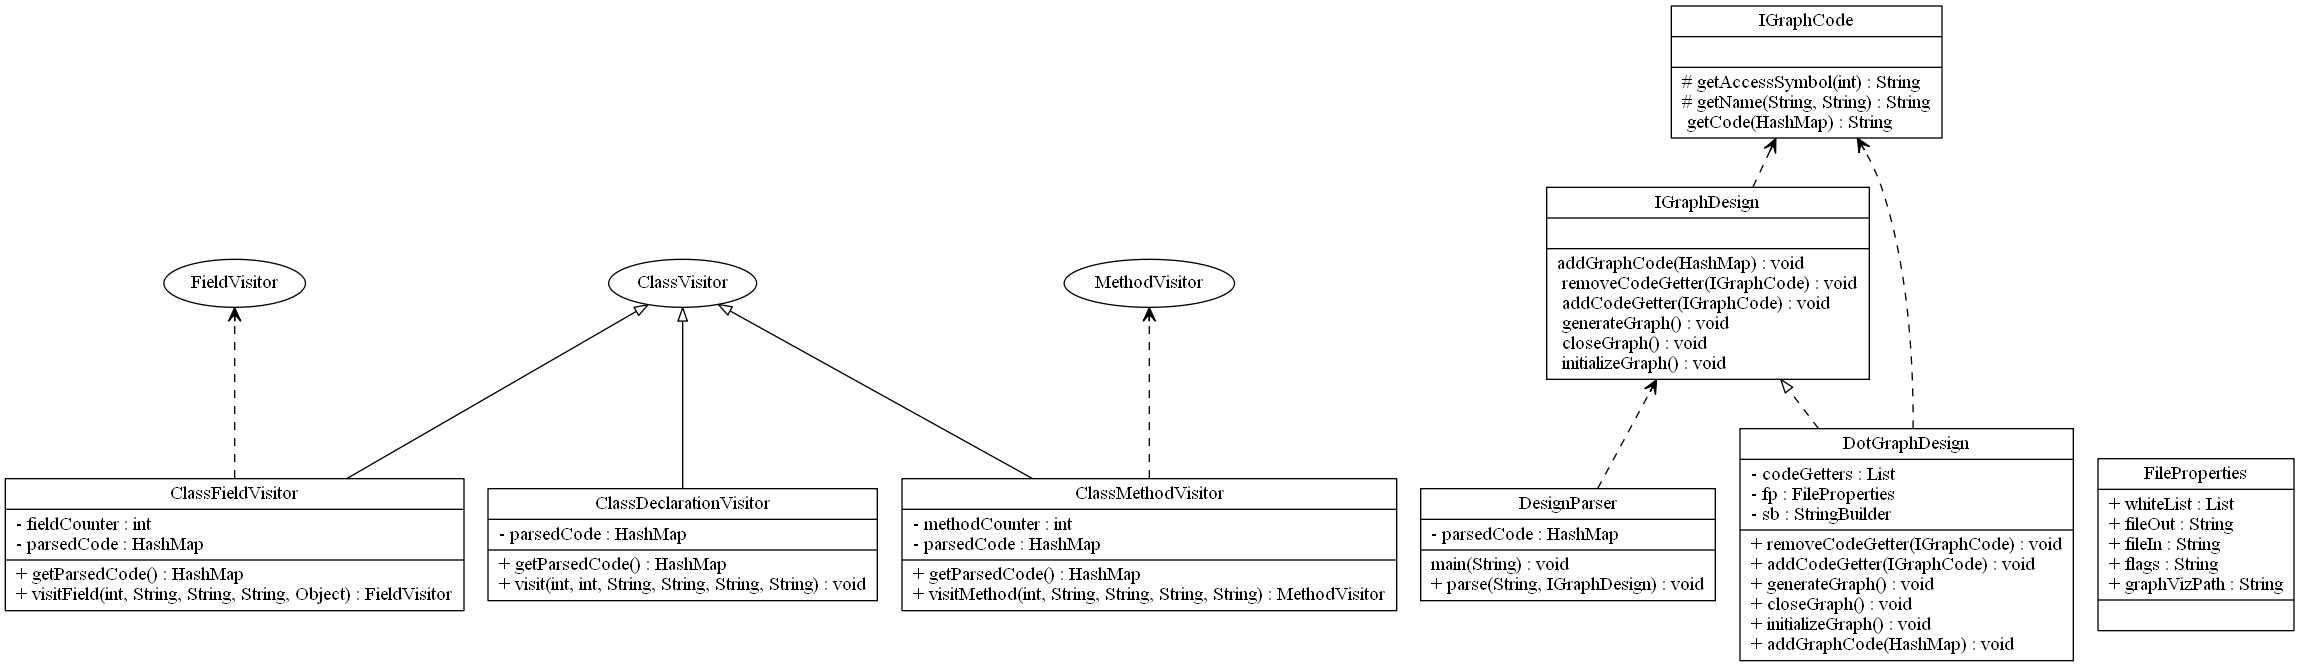 IGraphCode
# getAccessSymbol(int) : String
# getName(String, String) : String
getCode(HashMap) : String
IGraphDesign
addGraphCode(HashMap) : void
removeCodeGetter(IGraphCode) : void
addCodeGetter(IGraphCode) : void
generateGraph() : void
closeGraph() : void
initializeGraph() : void
FieldVisitor
ClassVisitor
MethodVisitor
ClassFieldVisitor
- fieldCounter : int
- parsedCode : HashMap
+ getParsedCode() : HashMap
+ visitField(int, String, String, String, Object) : FieldVisitor
ClassDeclarationVisitor
- parsedCode : HashMap
+ getParsedCode() : HashMap
+ visit(int, int, String, String, String, String) : void
ClassMethodVisitor
- methodCounter : int
- parsedCode : HashMap
+ getParsedCode() : HashMap
+ visitMethod(int, String, String, String, String) : MethodVisitor
DesignParser
- parsedCode : HashMap
main(String) : void
+ parse(String, IGraphDesign) : void
DotGraphDesign
- codeGetters : List
- fp : FileProperties
- sb : StringBuilder
+ removeCodeGetter(IGraphCode) : void
+ addCodeGetter(IGraphCode) : void
+ generateGraph() : void
+ closeGraph() : void
+ initializeGraph() : void
+ addGraphCode(HashMap) : void
FileProperties
+ whiteList : List
+ fileOut : String
+ fileIn : String
+ flags : String
+ graphVizPath : String